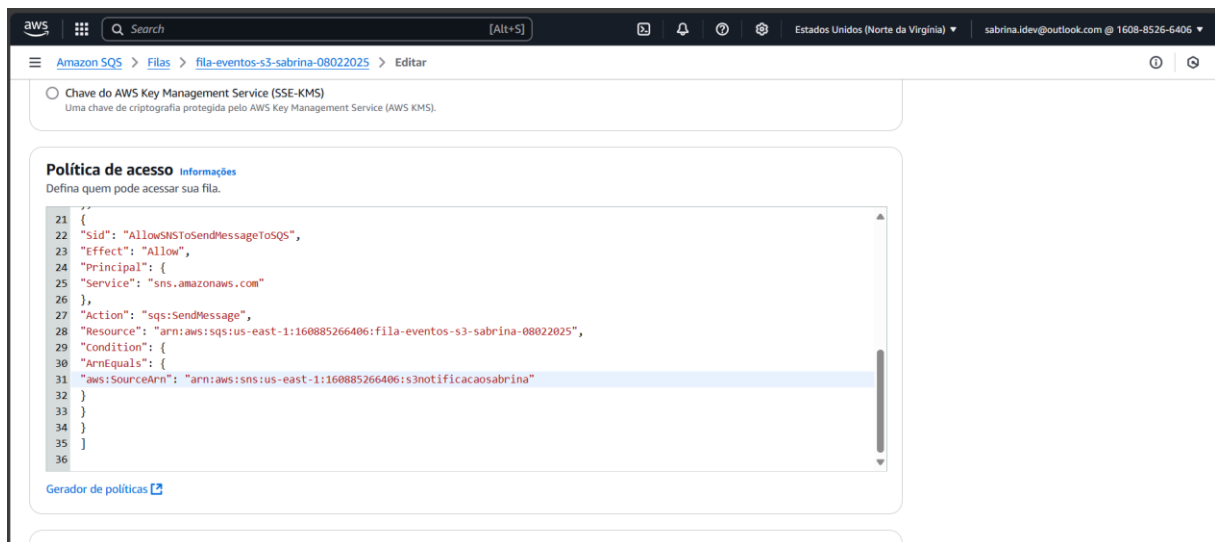 aws
Search [Alt+S] Estados Unidos (Norte da Virgínia) ▼ sabrina.idev@outlook.com @ 1608-8526-6406 ▼
Amazon SQS > Filas > fila-eventos-s3-sabrina-08022025 > Editar
Chave do AWS Key Management Service (SSE-KMS)
Uma chave de criptografia protegida pelo AWS Key Management Service (AWS KMS).
Política de acesso Informações
Defina quem pode acessar sua fila.
21 {
22 "Sid": "AllowSNSToSendMessageToSQS",
23 "Effect": "Allow",
24 "Principal": {
25 "Service": "sns.amazonaws.com"
26 },
27 "Action": "sqs:SendMessage",
28 "Resource": "arn:aws:sqs:us-east-1:160885266406:fila-eventos-s3-sabrina-08022025",
29 "Condition": {
30 "ArnEquals": {
31 "aws:SourceArn": "arn:aws:sns:us-east-1:160885266406:s3notificacaosabrina"
32 }
33 }
34 }
35 ]
36
Gerador de políticas